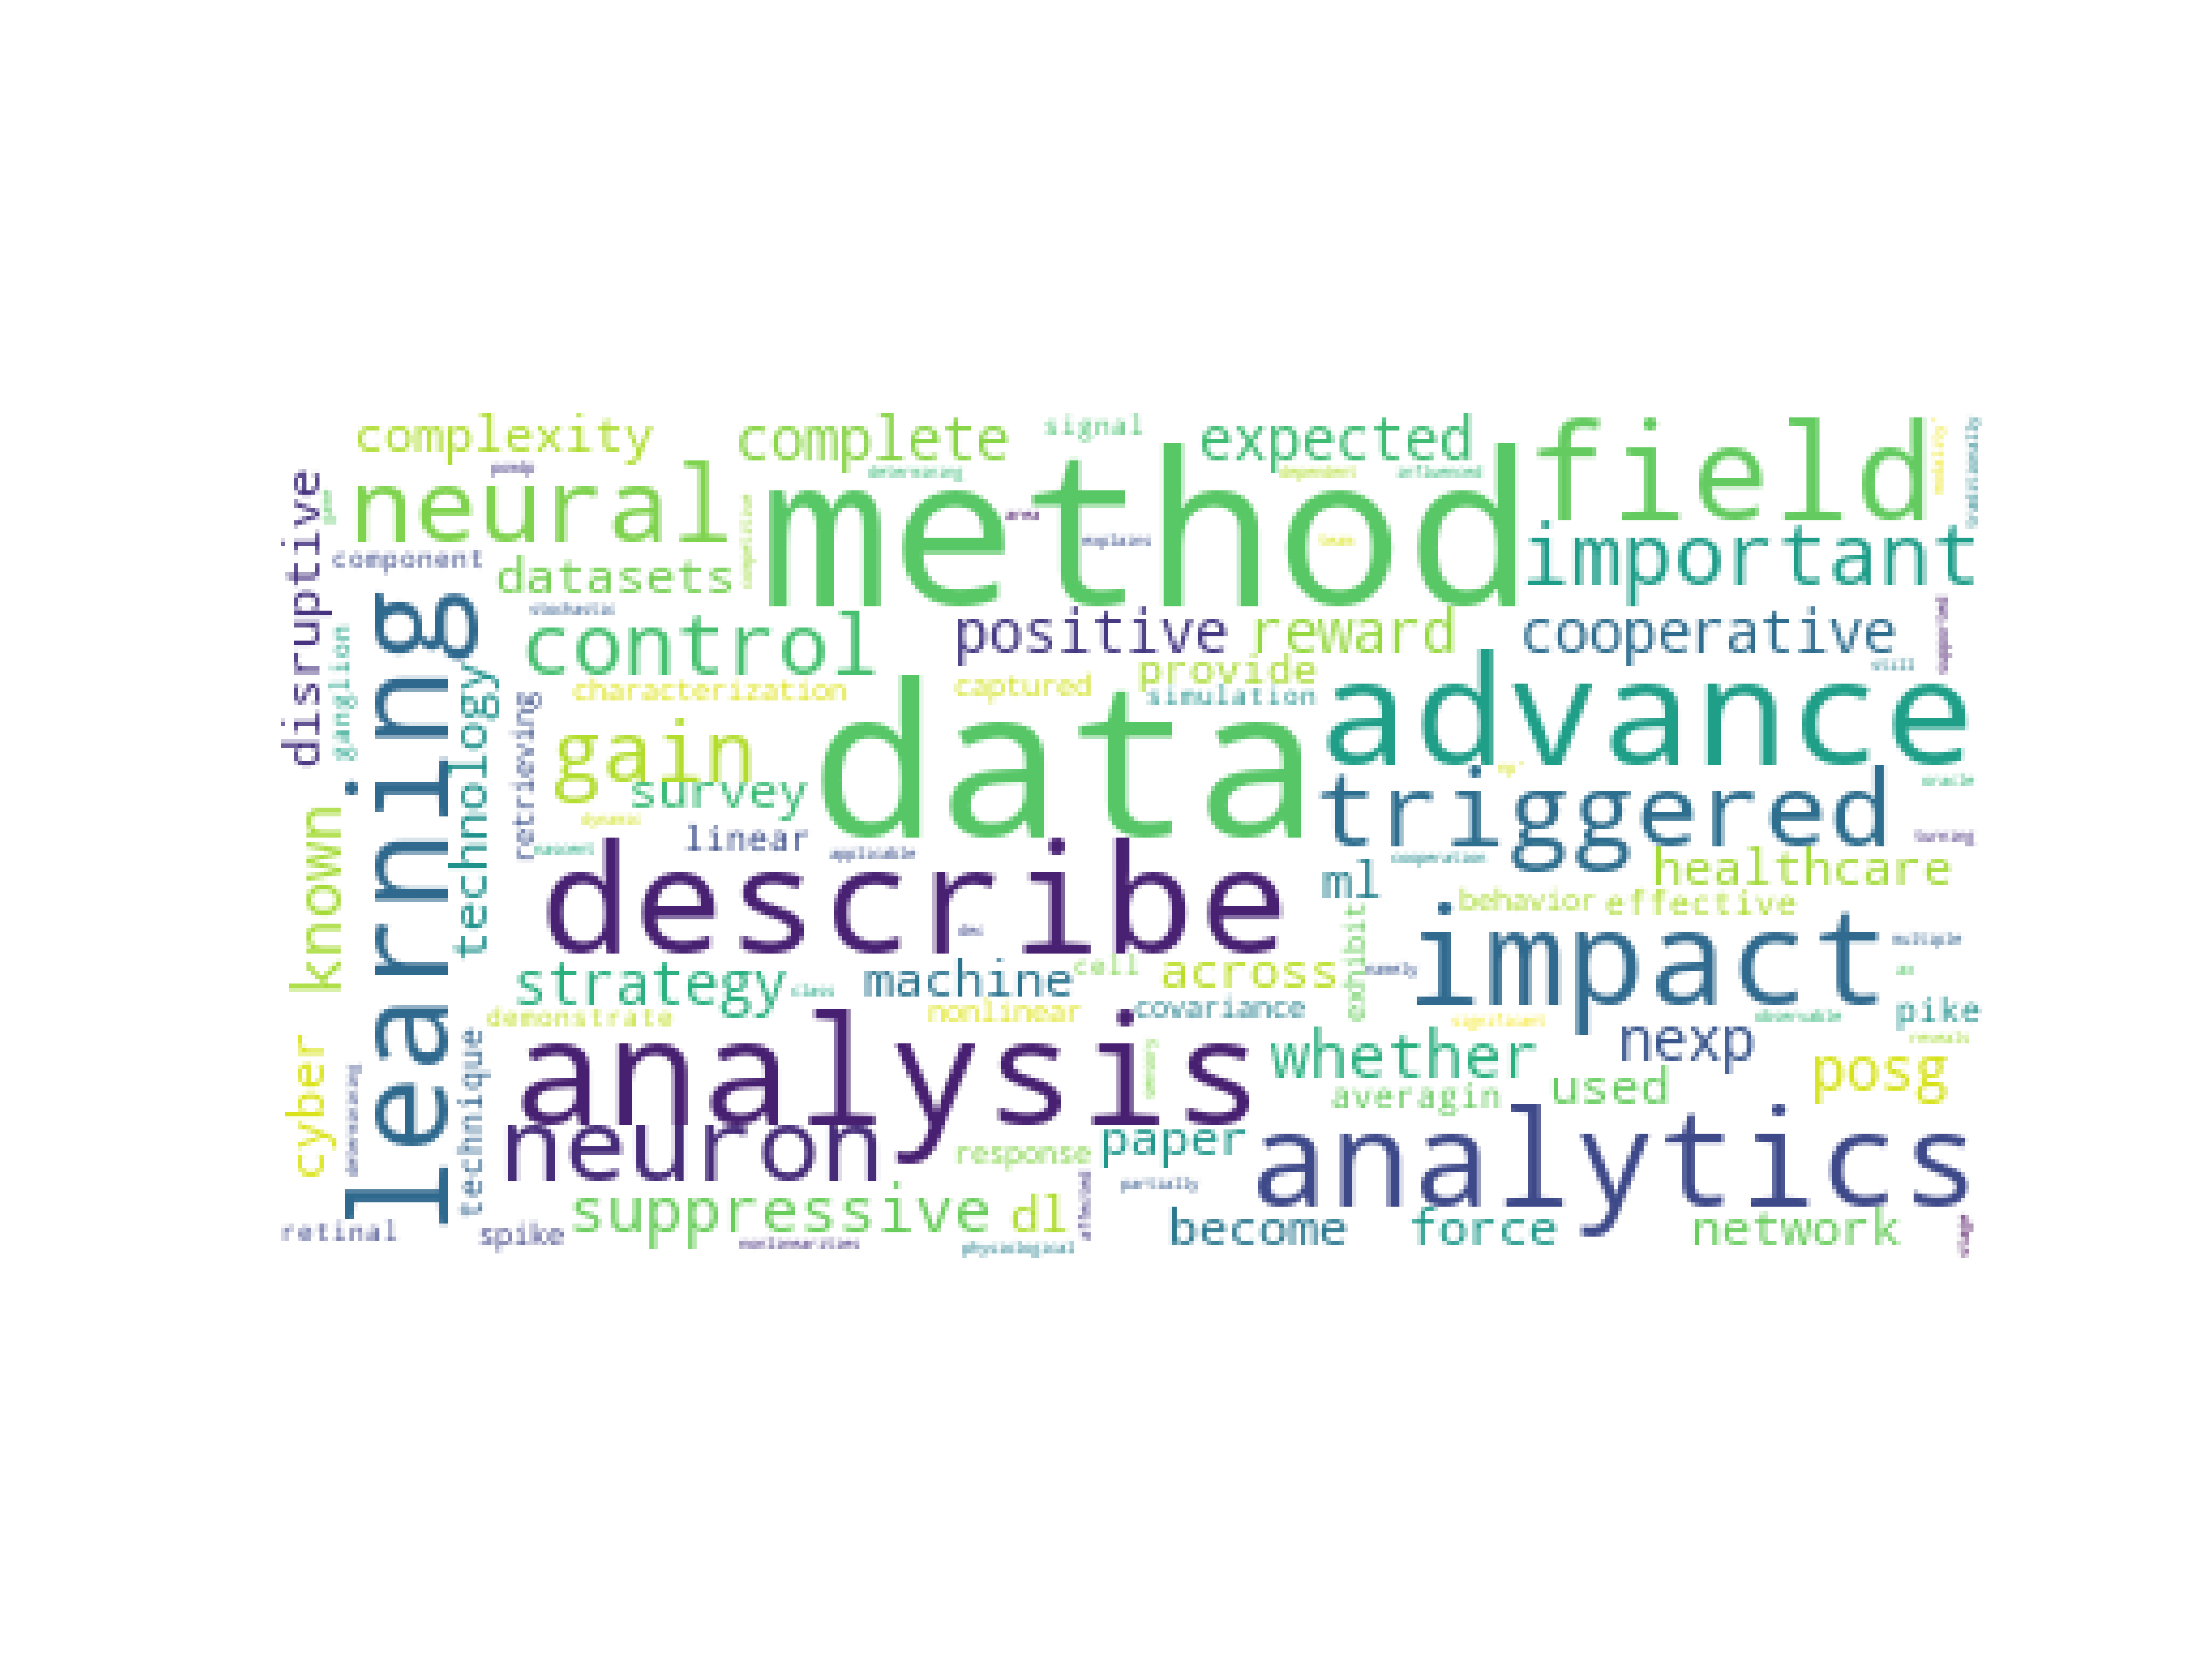 complexity
complete
signal
expected
field
neural
method
determining
dependent
influenced
traditionally
disruptive
component
datasets
area
explains
important
control
positive
reward
cooperative
learning
technology
ganglion
characterization
captured
provide
simulation
still
advance
gain
survey
retrieving
data
triggered
known
linear
applicable
describe
ml
cooperation
healthcare
turning
oracle
behavior
effective
exhibit
impact
multiple
strategy
class
machine
cell
across
namely
demonstrate
nonlinear
covariance
significant
observable
pike
cyber
technique
analysis
whether
nexp
reveals
averagin
used
posg
neuron
response
paper
analytics
partially
retinal
spike
suppressive
dl
nonlinearities
physiological
become
force
network